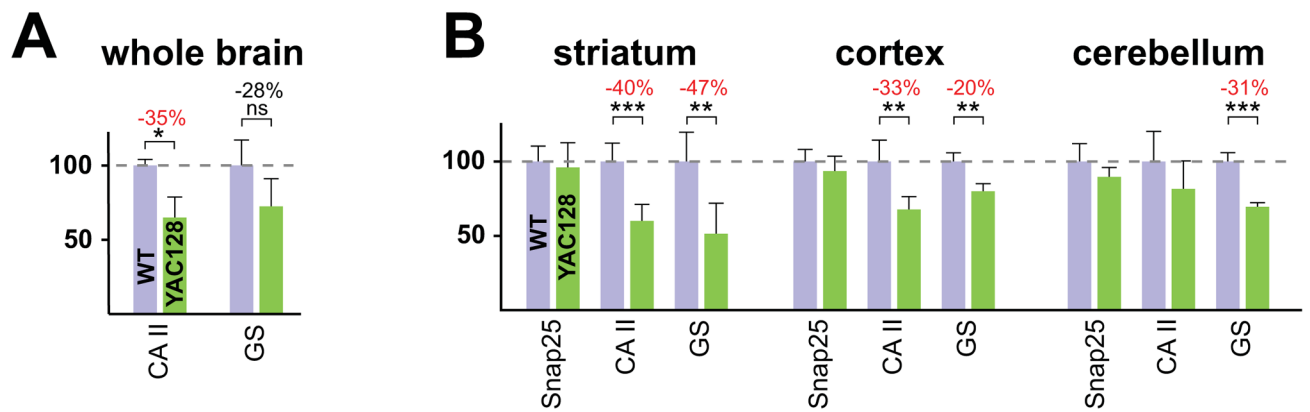 A
whole brain
-35%
*
-28%
ns
100
50
WT
YAC128
CA II
GS
B
striatum
cortex
cerebellum
-40%
***
-47%
**
-33%
**
-20%
**
-31%
***
100
50
WT
YAC128
Snap25
CA II
GS
Snap25
CA II
GS
Snap25
CA II
GS